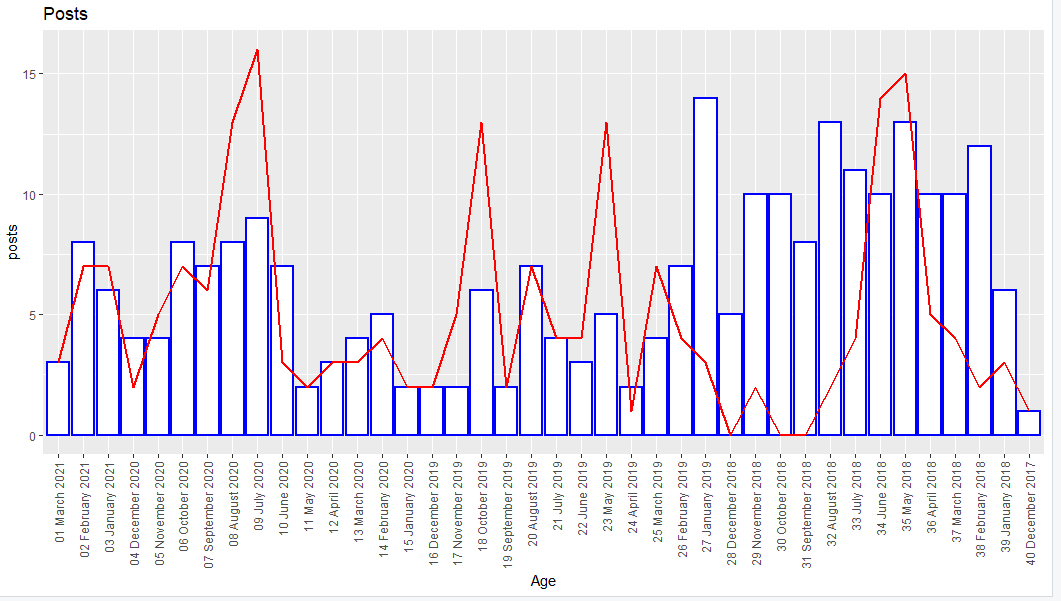 Posts
posts
15
10
5
0
01 March 2021
02 February 2021
03 January 2021
04 December 2020
05 November 2020
06 October 2020
07 September 2020
08 August 2020
09 July 2020
10 June 2020
11 May 2020
12 April 2020
13 March 2020
14 February 2020
15 January 2020
16 December 2019
17 November 2019
18 October 2019
19 September 2019
20 August 2019
21 July 2019
22 June 2019
23 May 2019
24 April 2019
25 March 2019
26 February 2019
27 January 2019
28 December 2018
29 November 2018
30 October 2018
31 September 2018
32 August 2018
33 July 2018
34 June 2018
35 May 2018
36 April 2018
37 March 2018
38 February 2018
39 January 2018
40 December 2017
Age